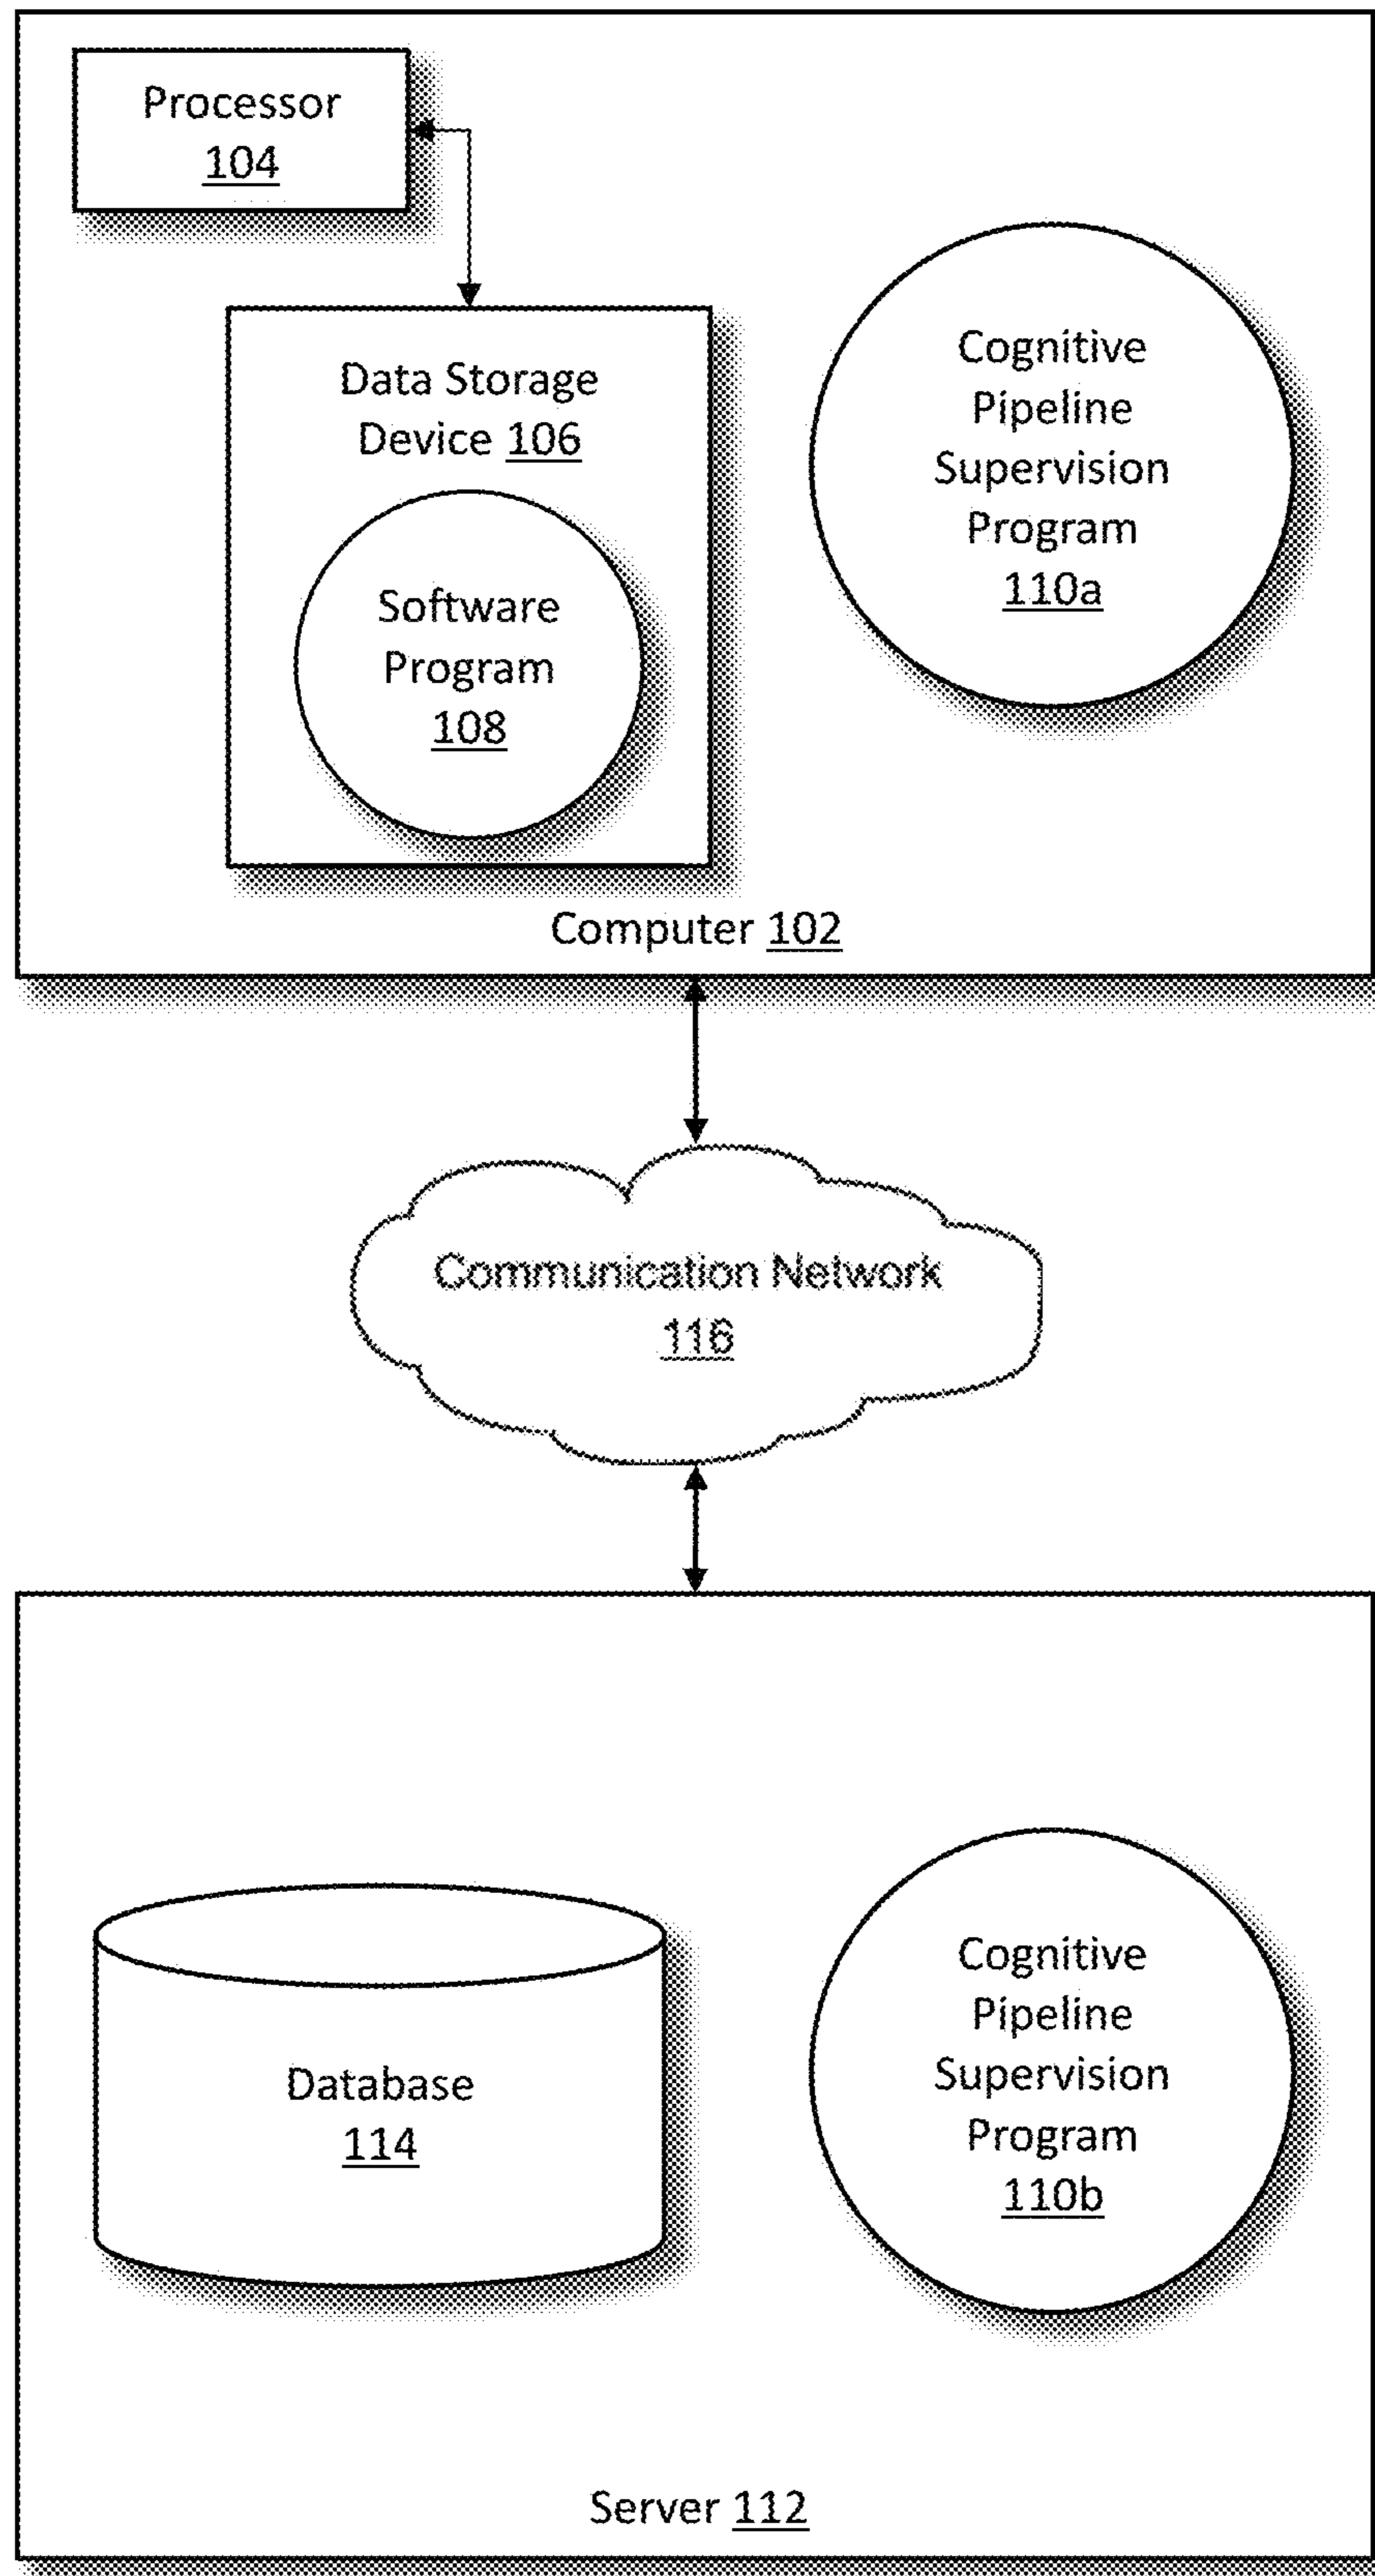 Processor
104
Data Storage
Device 106
Software
Program
108
Cognitive
Pipeline
Supervision
Program
110a
Computer 102
Communication Network
116
Database
114
Cognitive
Pipeline
Supervision
Program
110b
Server 112